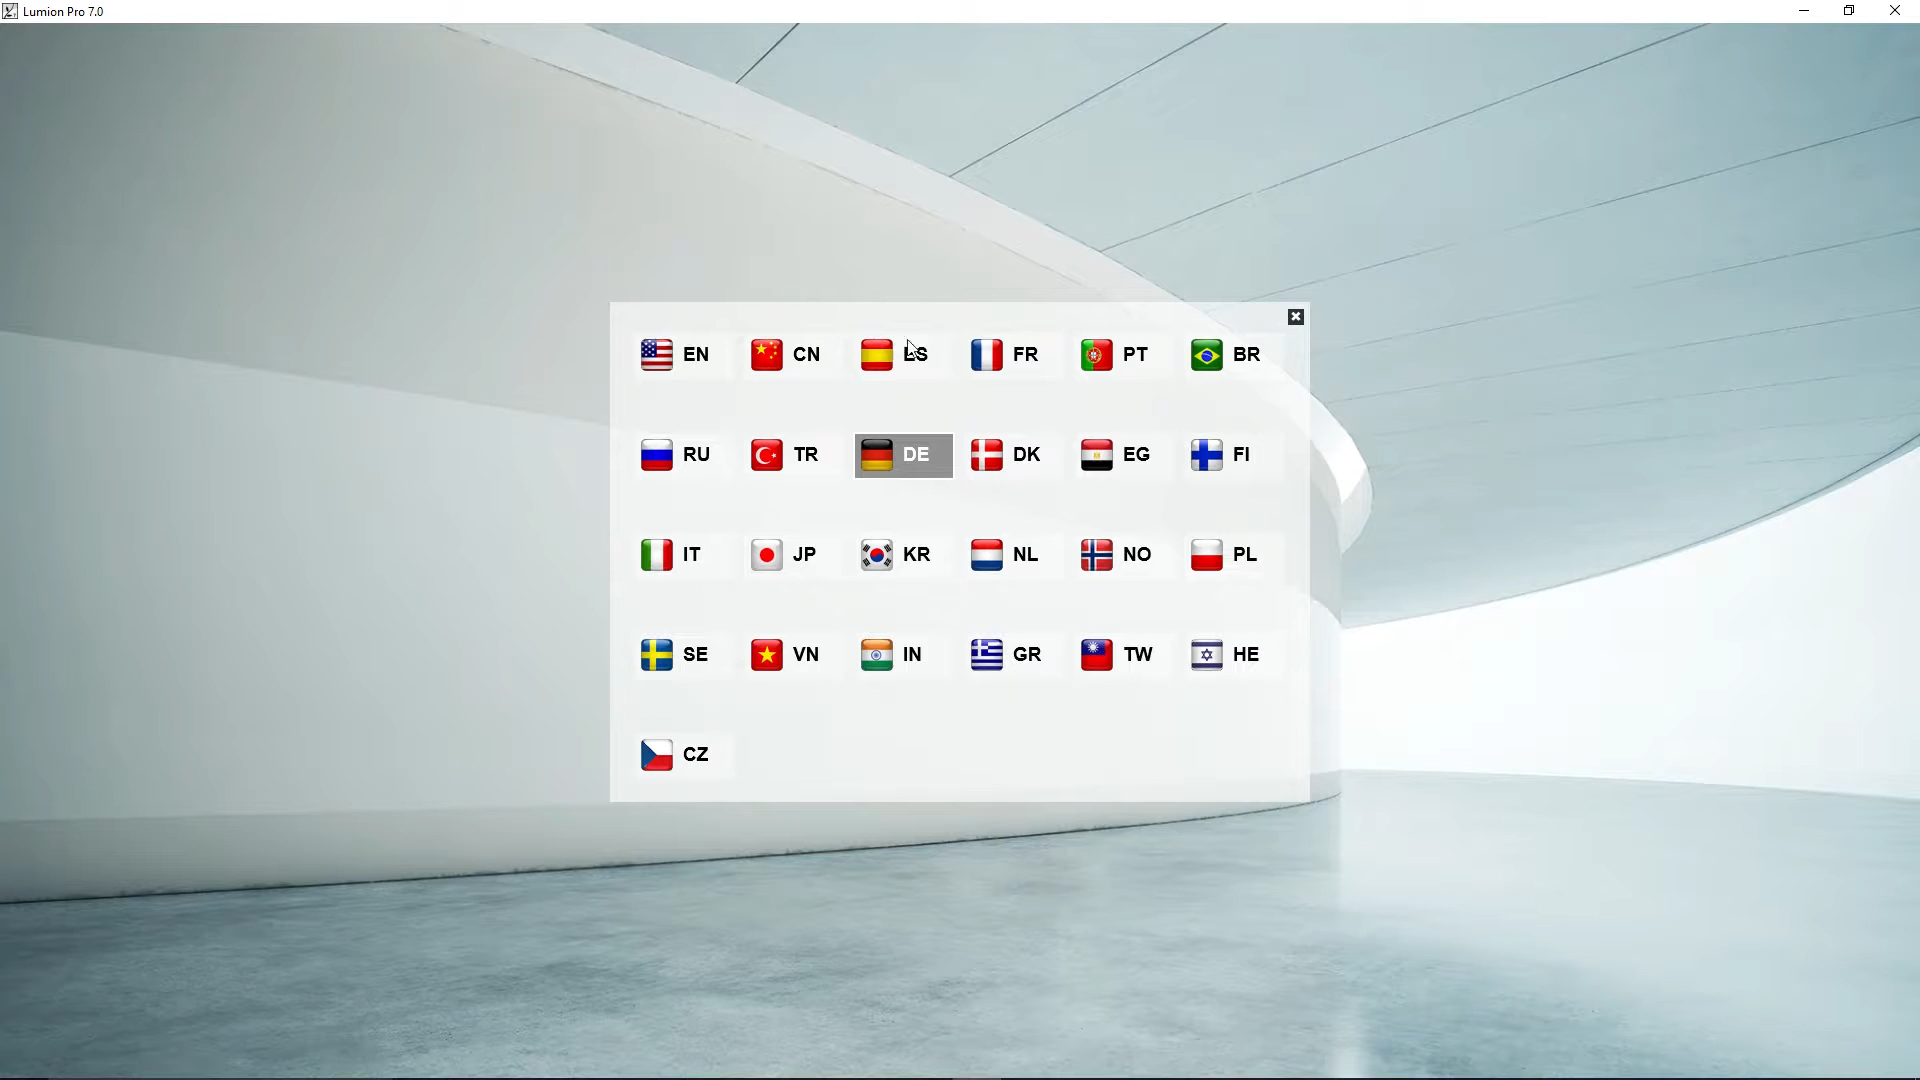 Lumion Pro 7.0
EN CN ES FR PT BR
RU TR DE DK EG FI
IT JP KR NL NO PL
SE VN IN GR TW HE
CZ